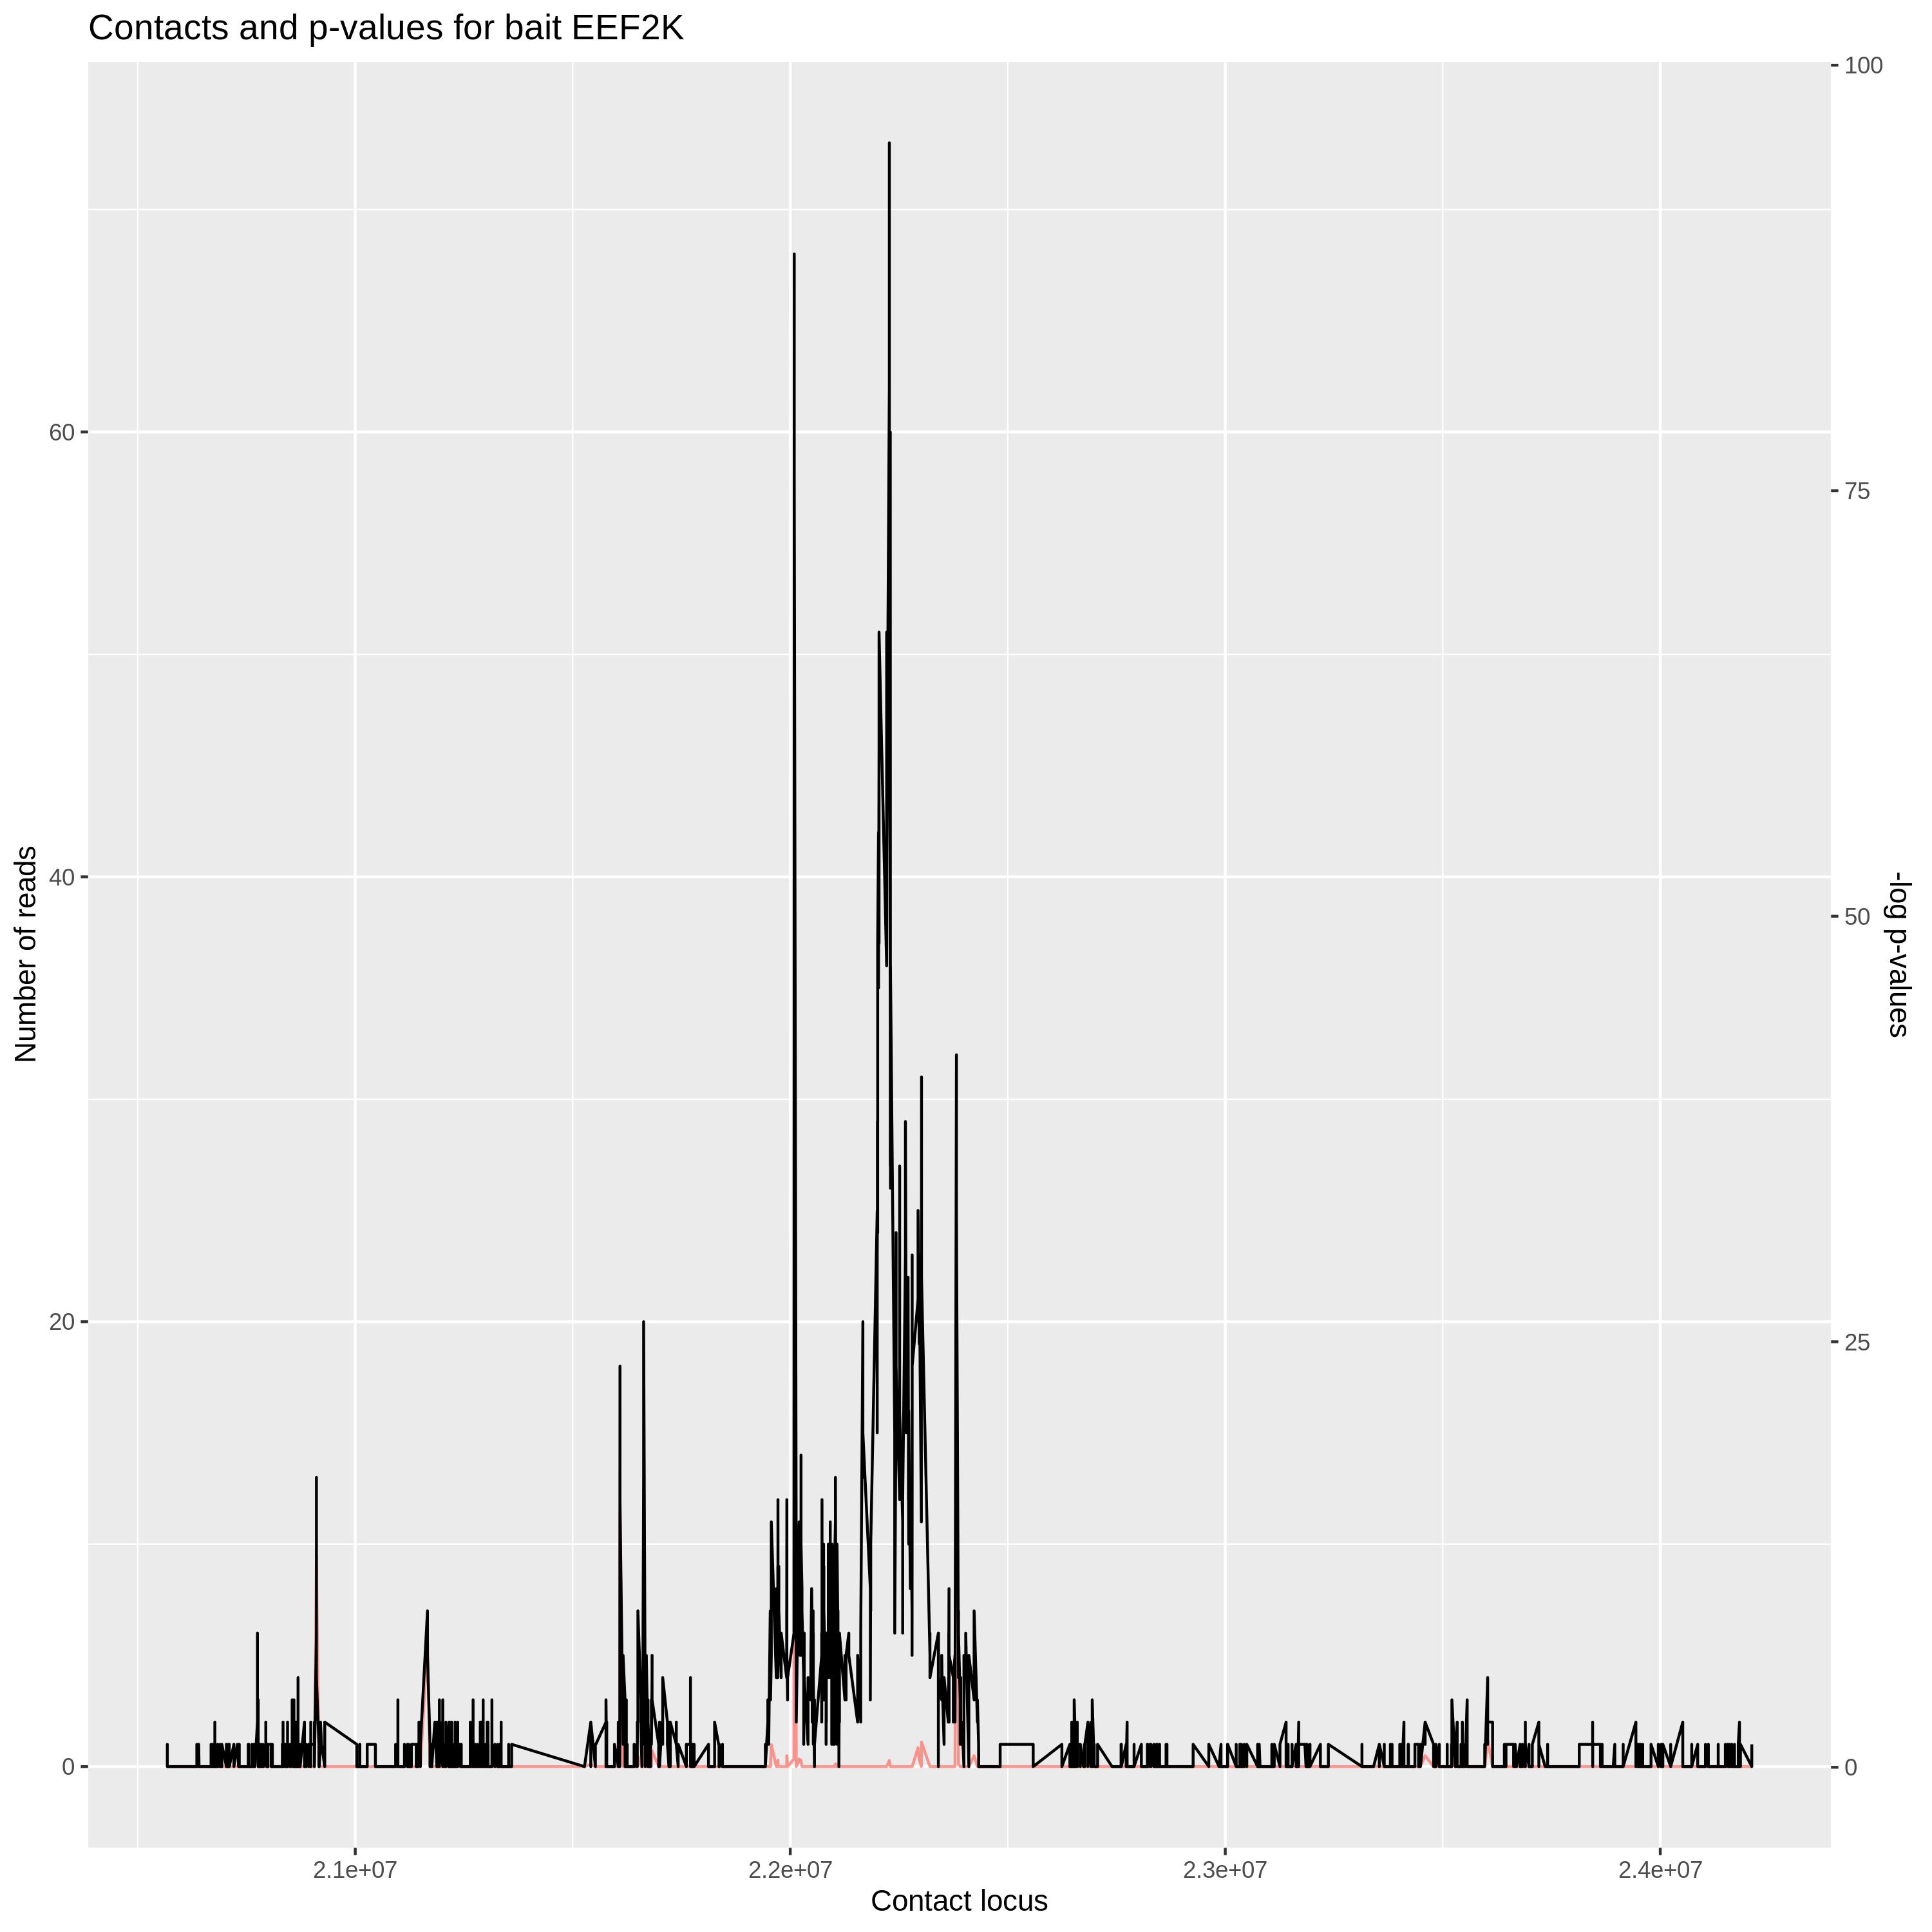 Contacts and p-values for bait EEF2K
Number of reads
60
40
20
0
100
75
50
25
0
-log p-values
2.1e+07
2.2e+07
2.3e+07
2.4e+07
Contact locus